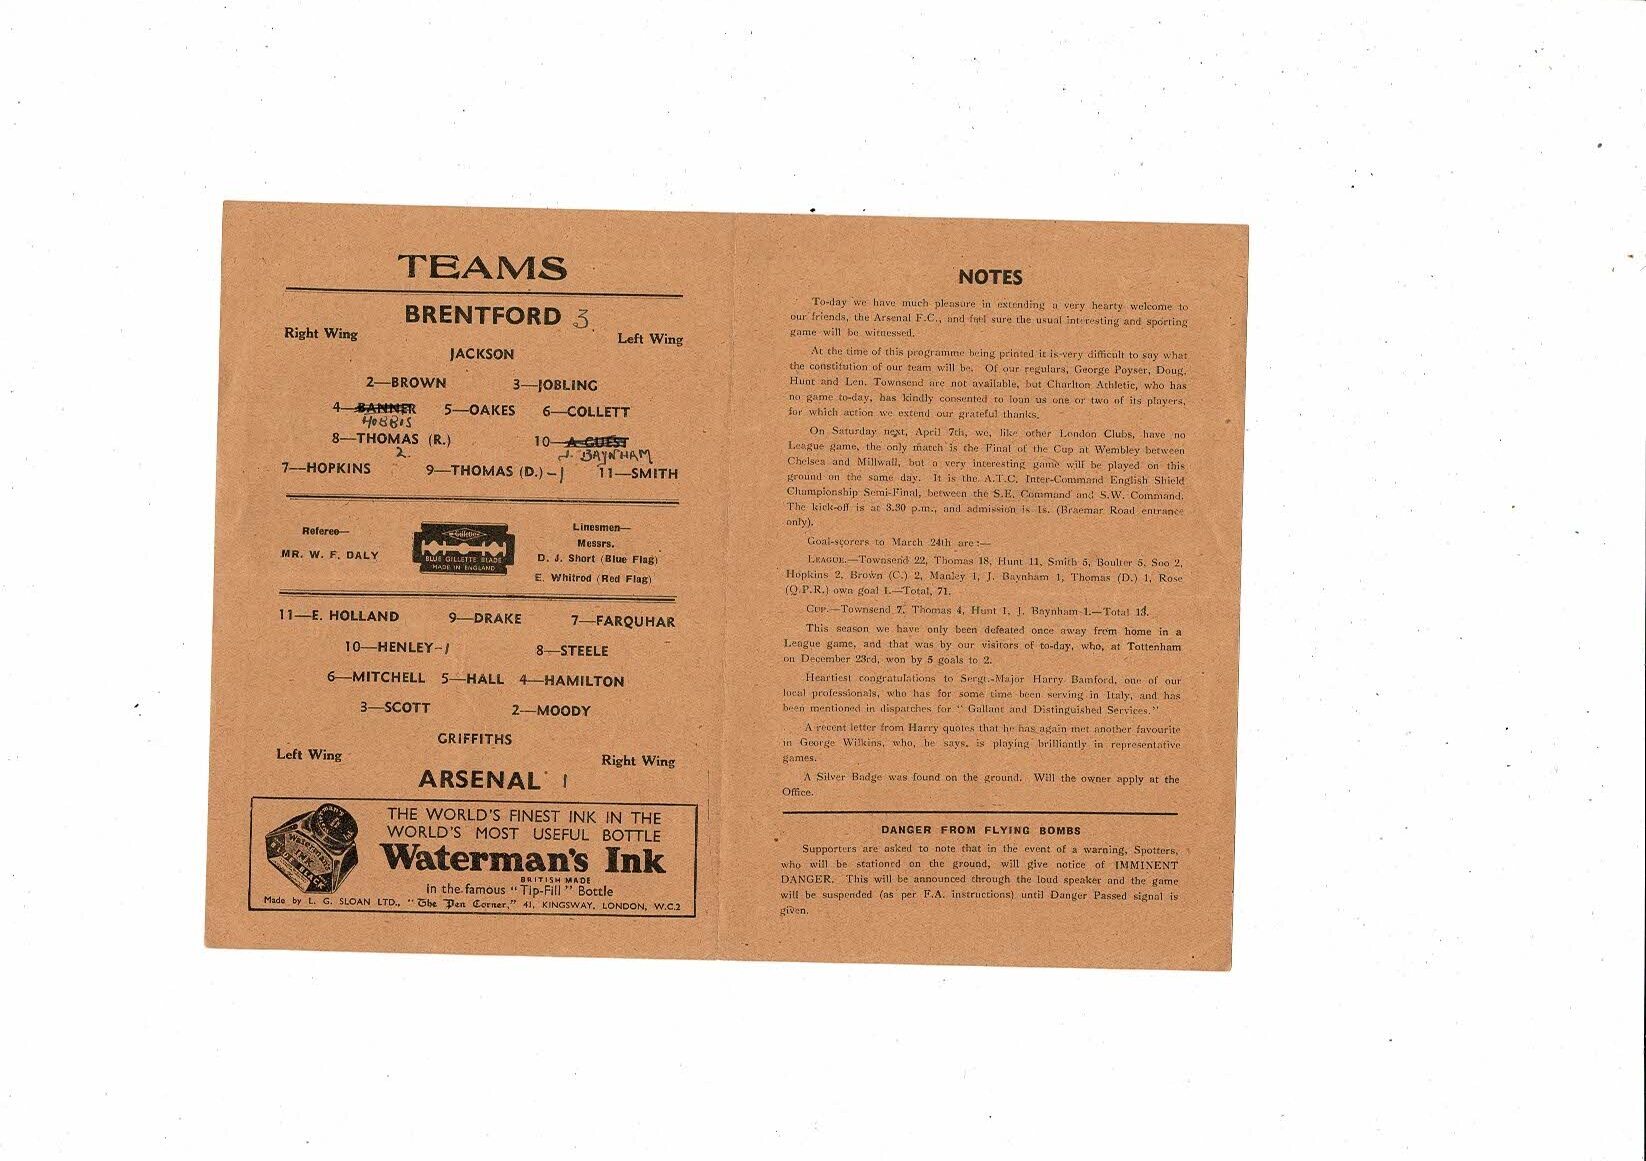 TEAMS
BRENTFORD 3
Right Wing
Left Wing
JACKSON
2—BROWN 3—JOBLING
4—BANNER 5—OAKES 6—COLLETT
HOBBIS
8—THOMAS (R.) 10—A GUEST
2. J. BAYNHAM
7—HOPKINS 9—THOMAS (D.) – 1 11—SMITH
Referee—
MR. W. F. DALY
Gillette
BLUE GILLETTE BLADE
MADE IN ENGLAND
Linesmen—
Messrs.
D. J. Short (Blue Flag)
E. Whitrod (Red Flag)
11—E. HOLLAND 9—DRAKE 7—FARQUHAR
10—HENLEY – 1 8—STEELE
6—MITCHELL 5—HALL 4—HAMILTON
3—SCOTT 2—MOODY
GRIFFITHS
Left Wing
Right Wing
ARSENAL 1
THE WORLD'S FINEST INK IN THE
WORLD'S MOST USEFUL BOTTLE
Waterman's Ink
BRITISH MADE
in the famous "Tip-Fill" Bottle
Made by L. G. SLOAN LTD., "The Pen Corner," 41, KINGSWAY, LONDON, W.C.2
Waterman's
INK
BLACK
NOTES
To-day we have much pleasure in extending a very hearty welcome to
our friends, the Arsenal F.C., and feel sure the usual interesting and sporting
game will be witnessed.
At the time of this programme being printed it is very difficult to say what
the constitution of our team will be. Of our regulars, George Poyser, Doug.
Hunt and Len. Townsend are not available, but Charlton Athletic, who has
no game to-day, has kindly consented to loan us one or two of its players,
for which action we extend our grateful thanks.
On Saturday next, April 7th, we, like other London Clubs, have no
League game, the only match is the Final of the Cup at Wembley between
Chelsea and Millwall, but a very interesting game will be played on this
ground on the same day. It is the A.T.C. Inter-Command English Shield
Championship Semi-Final, between the S.E. Command and S.W. Command.
The kick-off is at 3.30 p.m., and admission is 1s. (Braemar Road entrance
only).
Goal-scorers to March 24th are:—
LEAGUE.—Townsend 22, Thomas 18, Hunt 11, Smith 5, Boulter 5, Soo 2,
Hopkins 2, Brown (C.) 2, Manley 1, J. Baynham 1, Thomas (D.) 1, Rose
(Q.P.R.) own goal 1.—Total, 71.
CUP.—Townsend 7, Thomas 4, Hunt 1, J. Baynham 1.—Total 13.
This season we have only been defeated once away from home in a
League game, and that was by our visitors of to-day, who, at Tottenham
on December 23rd, won by 5 goals to 2.
Heartiest congratulations to Sergt.-Major Harry Bamford, one of our
local professionals, who has for some time been serving in Italy, and has
been mentioned in dispatches for "Gallant and Distinguished Services."
A recent letter from Harry quotes that he has again met another favourite
in George Wilkins, who, he says, is playing brilliantly in representative
games.
A Silver Badge was found on the ground. Will the owner apply at the
Office.
DANGER FROM FLYING BOMBS
Supporters are asked to note that in the event of a warning, Spotters,
who will be stationed on the ground, will give notice of IMMINENT
DANGER. This will be announced through the loud speaker and the game
will be suspended (as per F.A. instructions) until Danger Passed signal is
given.